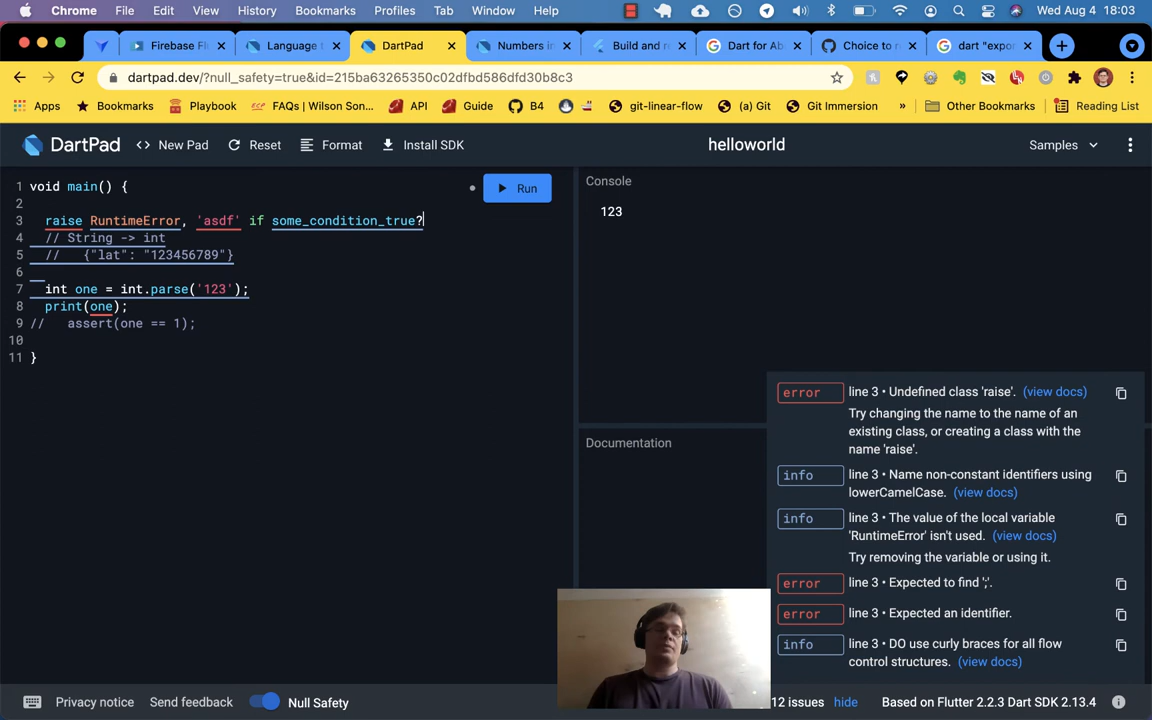 Chrome File Edit View History Bookmarks Profiles Tab Window Help Wed Aug 4 18:03
Firebase Fl
Language t
DartPad
Numbers in
Build and r
Dart for Ab
Choice to r
dart "expor
dartpad.dev/?null_safety=true&id=215ba63265350c02dfbd586dfd30b8c3
Apps Bookmarks Playbook FAQs | Wilson Son... API Guide B4 git-linear-flow (a) Git Git Immersion » Other Bookmarks Reading List
DartPad <> New Pad Reset Format Install SDK helloworld Samples
1 void main() {
Run
Console
2
3 raise RuntimeError, 'asdf' if some_condition_true?
123
4 // String -> int
5 // {"lat": "123456789"}
6
7 int one = int.parse('123');
8 print(one);
9 // assert(one == 1);
10
11 }
Documentation
error line 3 • Undefined class 'raise'. (view docs)
Try changing the name to the name of an
existing class, or creating a class with the
name 'raise'.
info line 3 • Name non-constant identifiers using
lowerCamelCase. (view docs)
info line 3 • The value of the local variable
'RuntimeError' isn't used. (view docs)
Try removing the variable or using it.
error line 3 • Expected to find ';'.
error line 3 • Expected an identifier.
info line 3 • DO use curly braces for all flow
control structures. (view docs)
Privacy notice Send feedback Null Safety 12 issues hide Based on Flutter 2.2.3 Dart SDK 2.13.4